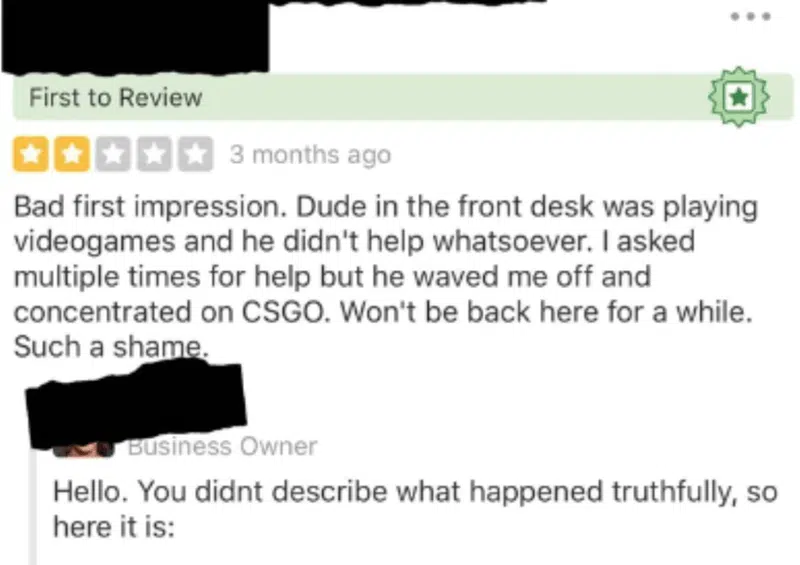 First to Review
3 months ago
Bad first impression. Dude in the front desk was playing
videogames and he didn't help whatsoever. I asked
multiple times for help but he waved me off and
concentrated on CSGO. Won't be back here for a while.
Such a shame.
Business Owner
Hello. You didnt describe what happened truthfully, so
here it is: